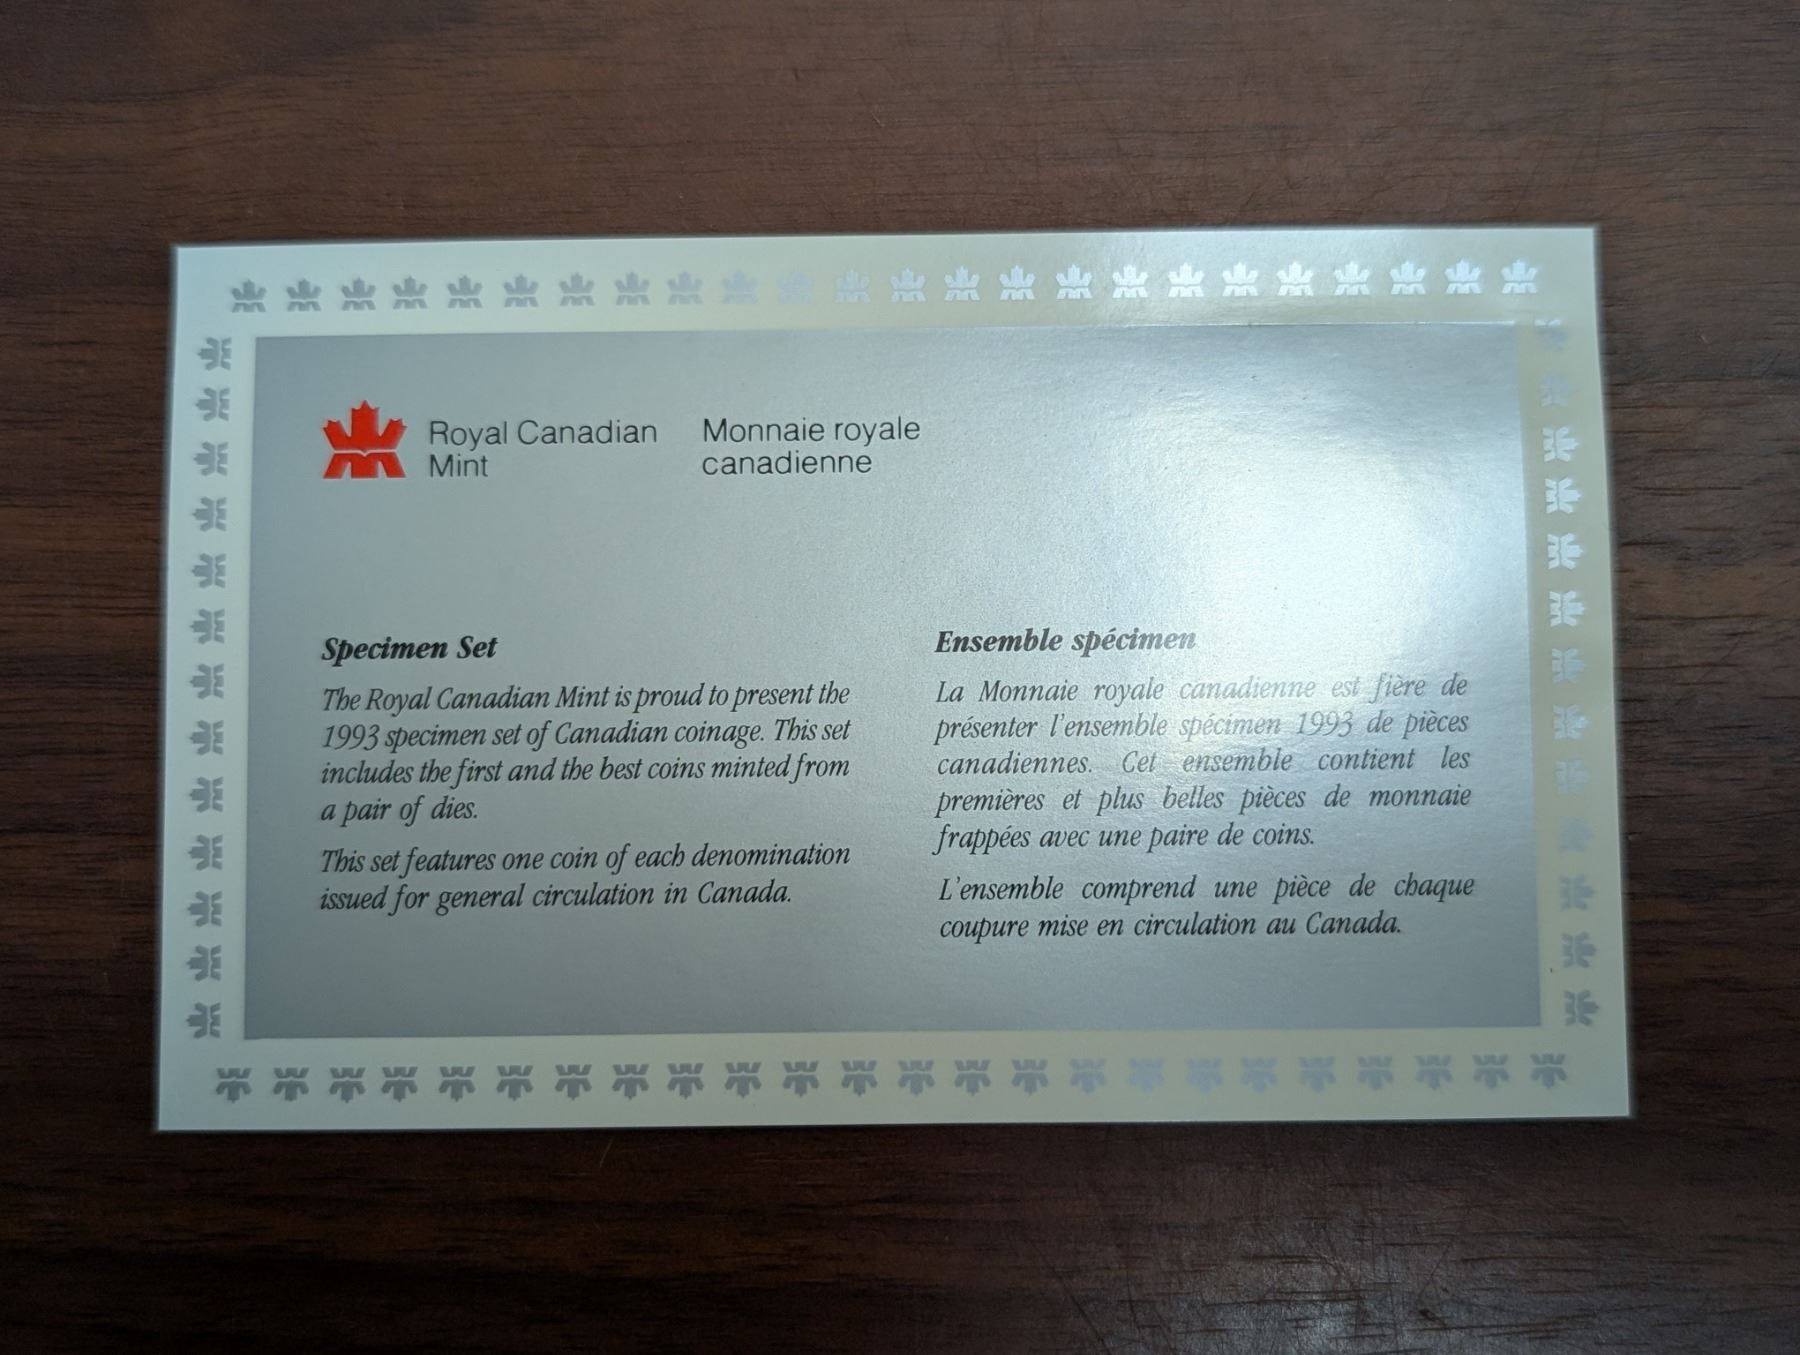 Royal Canadian
Mint
Monnaie royale
canadienne
Specimen Set
The Royal Canadian Mint is proud to present the
1993 specimen set of Canadian coinage. This set
includes the first and the best coins minted from
a pair of dies.
This set features one coin of each denomination
issued for general circulation in Canada.
Ensemble spécimen
La Monnaie royale canadienne est fière de
présenter l'ensemble spécimen 1993 de pièces
canadiennes. Cet ensemble contient les
premières et plus belles pièces de monnaie
frappées avec une paire de coins.
L'ensemble comprend une pièce de chaque
coupure mise en circulation au Canada.